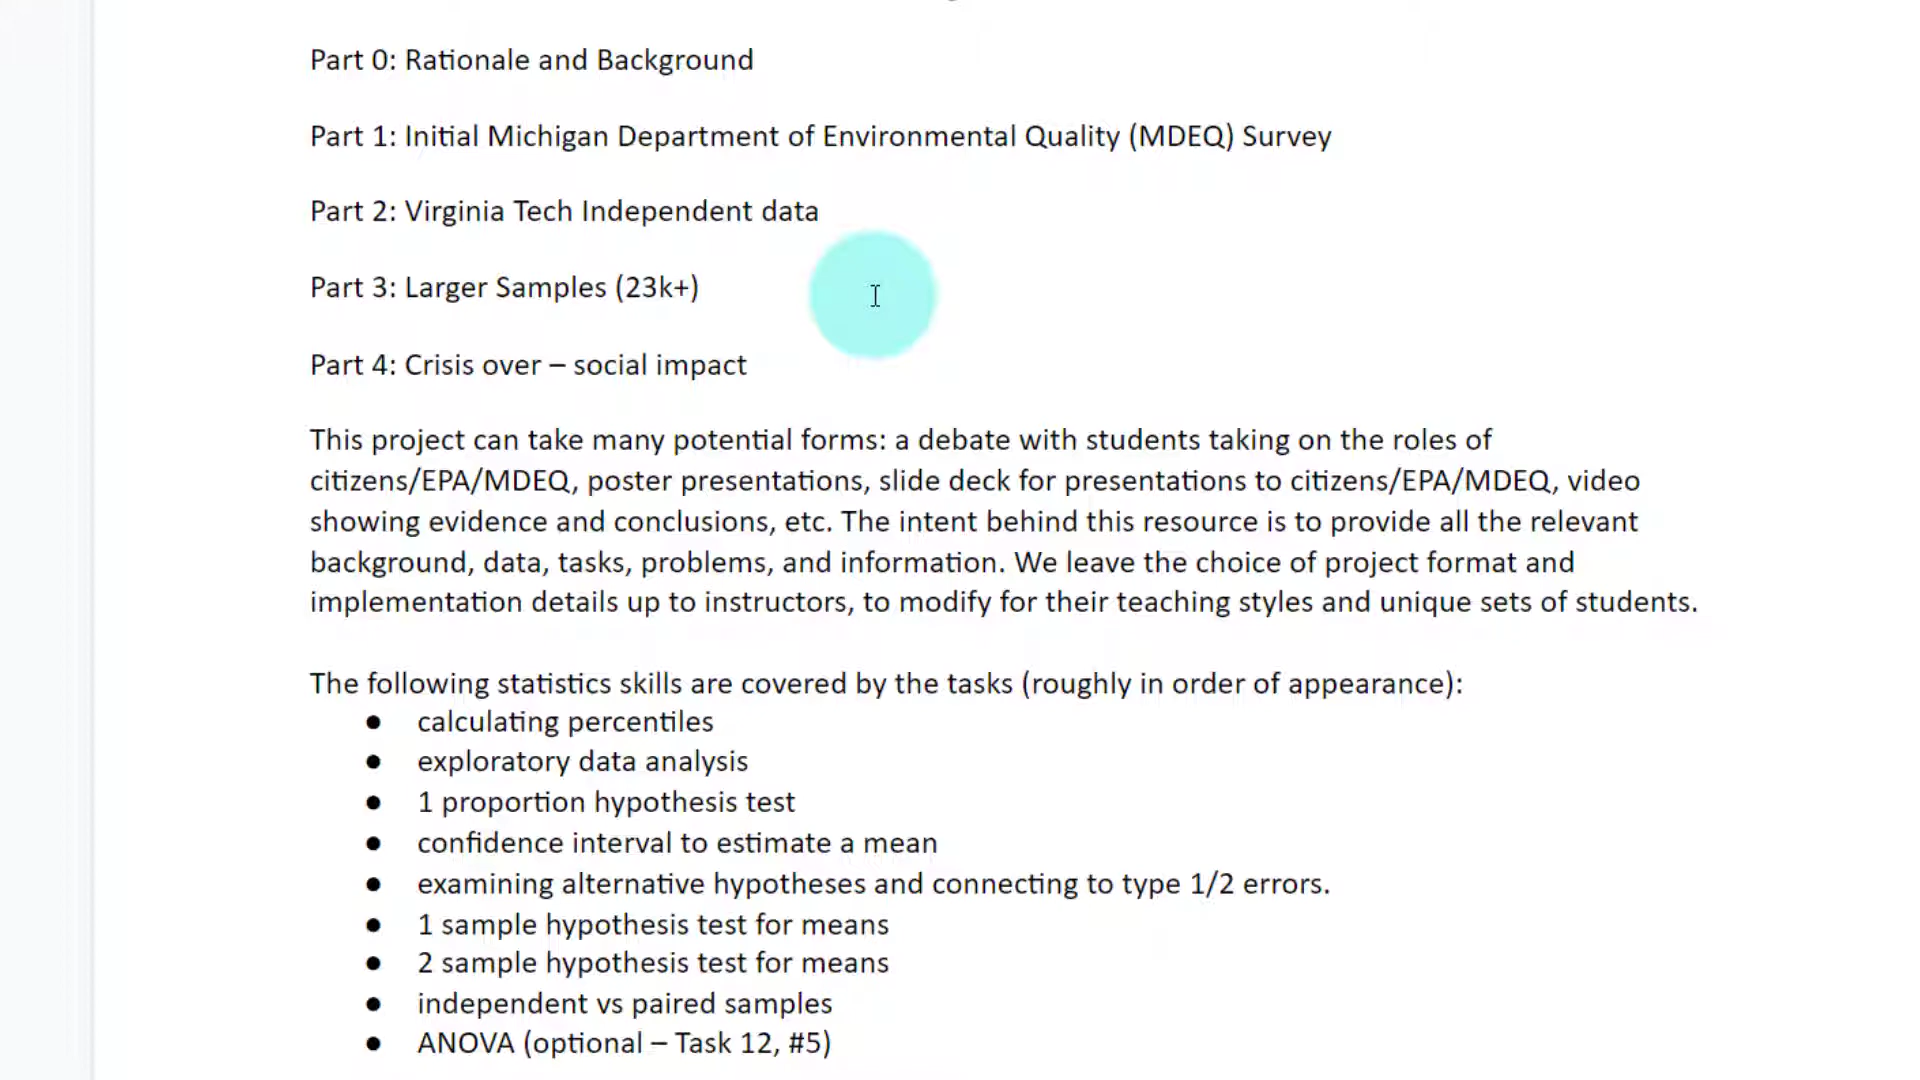 Part 0: Rationale and Background
Part 1: Initial Michigan Department of Environmental Quality (MDEQ) Survey
Part 2: Virginia Tech Independent data
Part 3: Larger Samples (23k+)
Part 4: Crisis over – social impact
This project can take many potential forms: a debate with students taking on the roles of
citizens/EPA/MDEQ, poster presentations, slide deck for presentations to citizens/EPA/MDEQ, video
showing evidence and conclusions, etc. The intent behind this resource is to provide all the relevant
background, data, tasks, problems, and information. We leave the choice of project format and
implementation details up to instructors, to modify for their teaching styles and unique sets of students.
The following statistics skills are covered by the tasks (roughly in order of appearance):
● calculating percentiles
● exploratory data analysis
● 1 proportion hypothesis test
● confidence interval to estimate a mean
● examining alternative hypotheses and connecting to type 1/2 errors.
● 1 sample hypothesis test for means
● 2 sample hypothesis test for means
● independent vs paired samples
● ANOVA (optional – Task 12, #5)